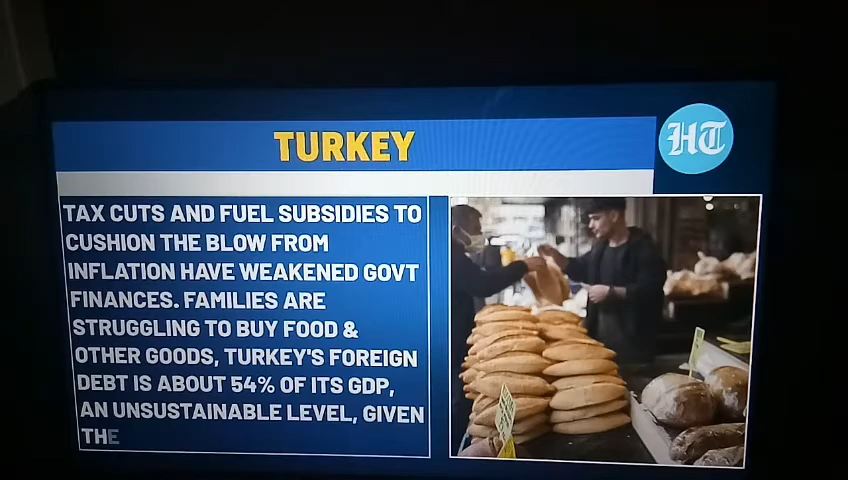 TURKEY
HT
TAX CUTS AND FUEL SUBSIDIES TO
CUSHION THE BLOW FROM
INFLATION HAVE WEAKENED GOVT
FINANCES. FAMILIES ARE
STRUGGLING TO BUY FOOD &
OTHER GOODS, TURKEY'S FOREIGN
DEBT IS ABOUT 54% OF ITS GDP,
AN UNSUSTAINABLE LEVEL, GIVEN
THE